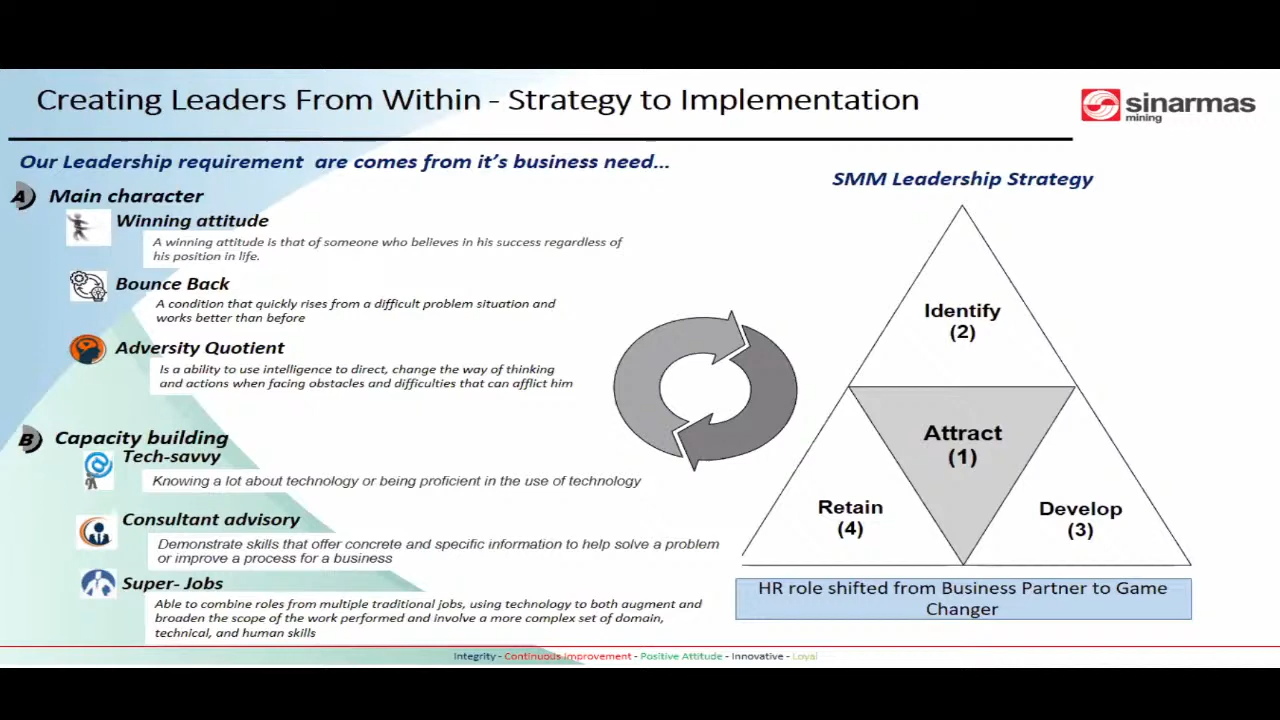 Creating Leaders From Within - Strategy to Implementation
sinarmas
mining
Our Leadership requirement are comes from it's business need...
A Main character
Winning attitude
A winning attitude is that of someone who believes in his success regardless of
his position in life.
Bounce Back
A condition that quickly rises from a difficult problem situation and
works better than before
Adversity Quotient
Is a ability to use intelligence to direct, change the way of thinking
and actions when facing obstacles and difficulties that can afflict him
B Capacity building
Tech-savvy
Knowing a lot about technology or being proficient in the use of technology
Consultant advisory
Demonstrate skills that offer concrete and specific information to help solve a problem
or improve a process for a business
Super- Jobs
Able to combine roles from multiple traditional jobs, using technology to both augment and
broaden the scope of the work performed and involve a more complex set of domain,
technical, and human skills
SMM Leadership Strategy
Identify
(2)
Attract
(1)
Retain
(4)
Develop
(3)
HR role shifted from Business Partner to Game
Changer
Integrity - Continuous Improvement - Positive Attitude - Innovative - Loyal